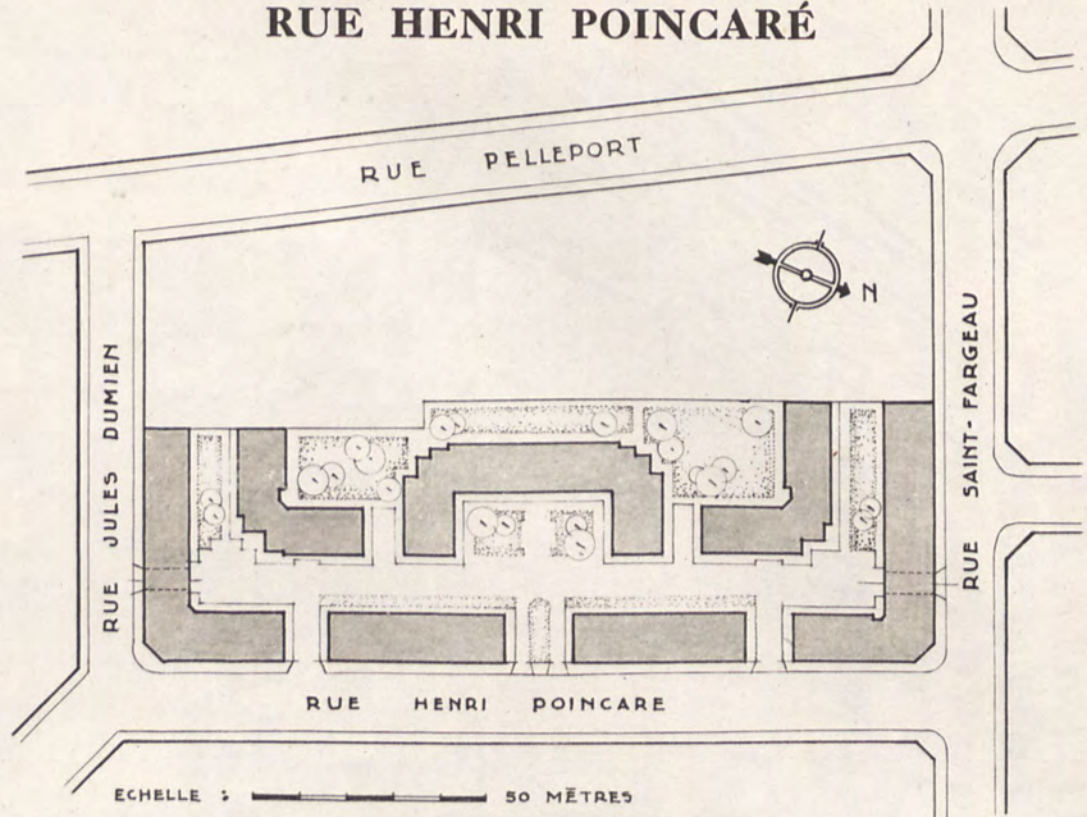 RUE HENRI POINCARÉ
RUE PELLEPORT
N
RUE JULES DUMIEN
RUE SAINT-FARGEAU
RUE HENRI POINCARE
ECHELLE : 50 MÈTRES